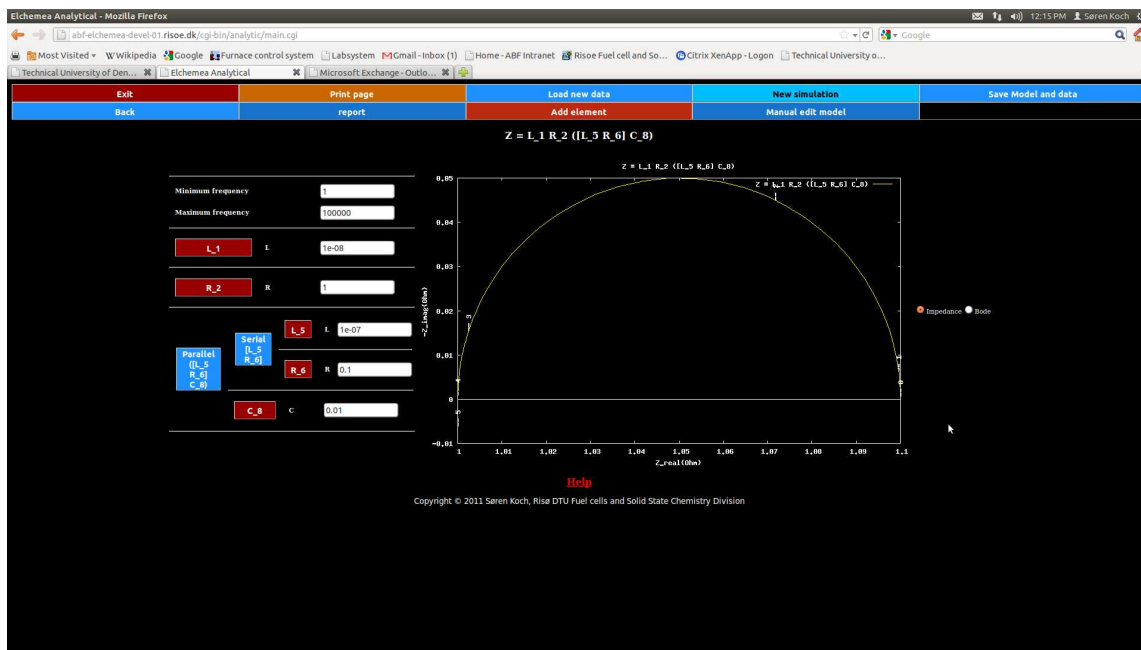 Elchemea Analytical - Mozilla Firefox
12:15 PM Søren Koch
abf-elchemea-devel-01.risoe.dk/cgi-bin/analytic/main.cgi
Google
Most Visited Wikipedia Google Furnace control system Labsystem Gmail - Inbox (1) Home - ABF Intranet Risoe Fuel cell and So... Citrix XenApp - Logon Technical University o...
Technical University of Den... Elchemea Analytical Microsoft Exchange - Outlo...
Exit Print page Load new data New simulation Save Model and data
Back report Add element Manual edit model
Z = L_1 R_2 ([L_5 R_6] C_8)
Z = L_1 R_2 ([L_5 R_6] C_8)
Z = L_1 R_2 ([L_5 R_6] C_8)
Minimum frequency 1
Maximum frequency 100000
L_1 L 1e-08
R_2 R 1
Parallel
([L_5
R_6]
C_8)
Serial
[L_5
R_6]
L_5 L 1e-07
R_6 R 0.1
C_8 C 0.01
-Z_imag(Ohm)
0,05
0,04
0,03
0,02
0,01
0
-0,01
3
4
5
1
1,01
1,02
1,03
1,04
1,05
1,06
1,07
1,08
1,09
1,1
Z_real(Ohm)
Impedance Bode
Help
Copyright © 2011 Søren Koch, Risø DTU Fuel cells and Solid State Chemistry Division